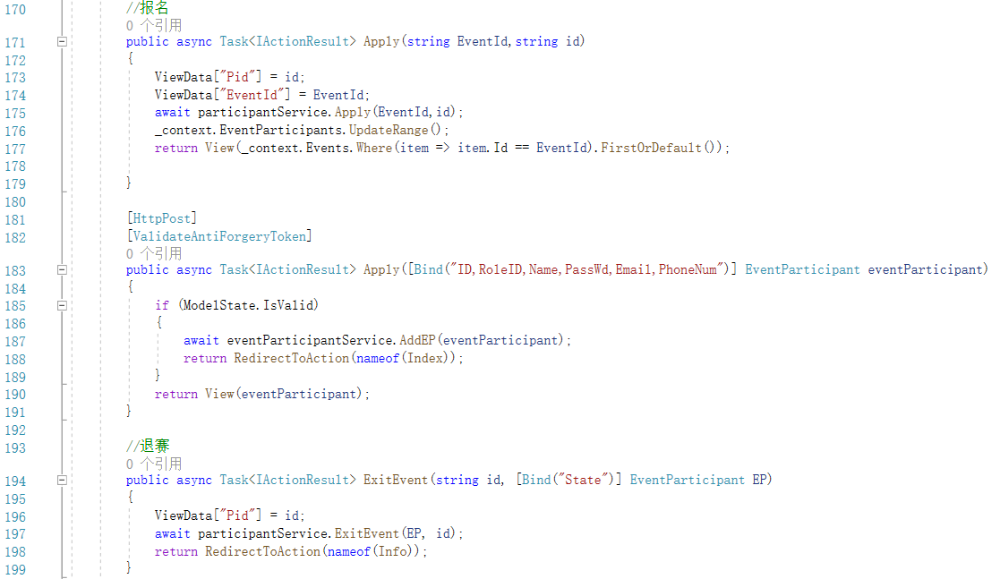 170 //报名
0 个引用
171 public async Task<IActionResult> Apply(string EventId,string id)
172 {
173 ViewData["Pid"] = id;
174 ViewData["EventId"] = EventId;
175 await participantService.Apply(EventId,id);
176 _context.EventParticipants.UpdateRange();
177 return View(_context.Events.Where(item => item.Id == EventId).FirstOrDefault());
178
179 }
180
181 [HttpPost]
182 [ValidateAntiForgeryToken]
0 个引用
183 public async Task<IActionResult> Apply([Bind("ID,RoleID,Name,PassWd,Email,PhoneNum")] EventParticipant eventParticipant)
184 {
185 if (ModelState.IsValid)
186 {
187 await eventParticipantService.AddEP(eventParticipant);
188 return RedirectToAction(nameof(Index));
189 }
190 return View(eventParticipant);
191 }
192
193 //退赛
0 个引用
194 public async Task<IActionResult> ExitEvent(string id, [Bind("State")] EventParticipant EP)
195 {
196 ViewData["Pid"] = id;
197 await participantService.ExitEvent(EP, id);
198 return RedirectToAction(nameof(Info));
199 }